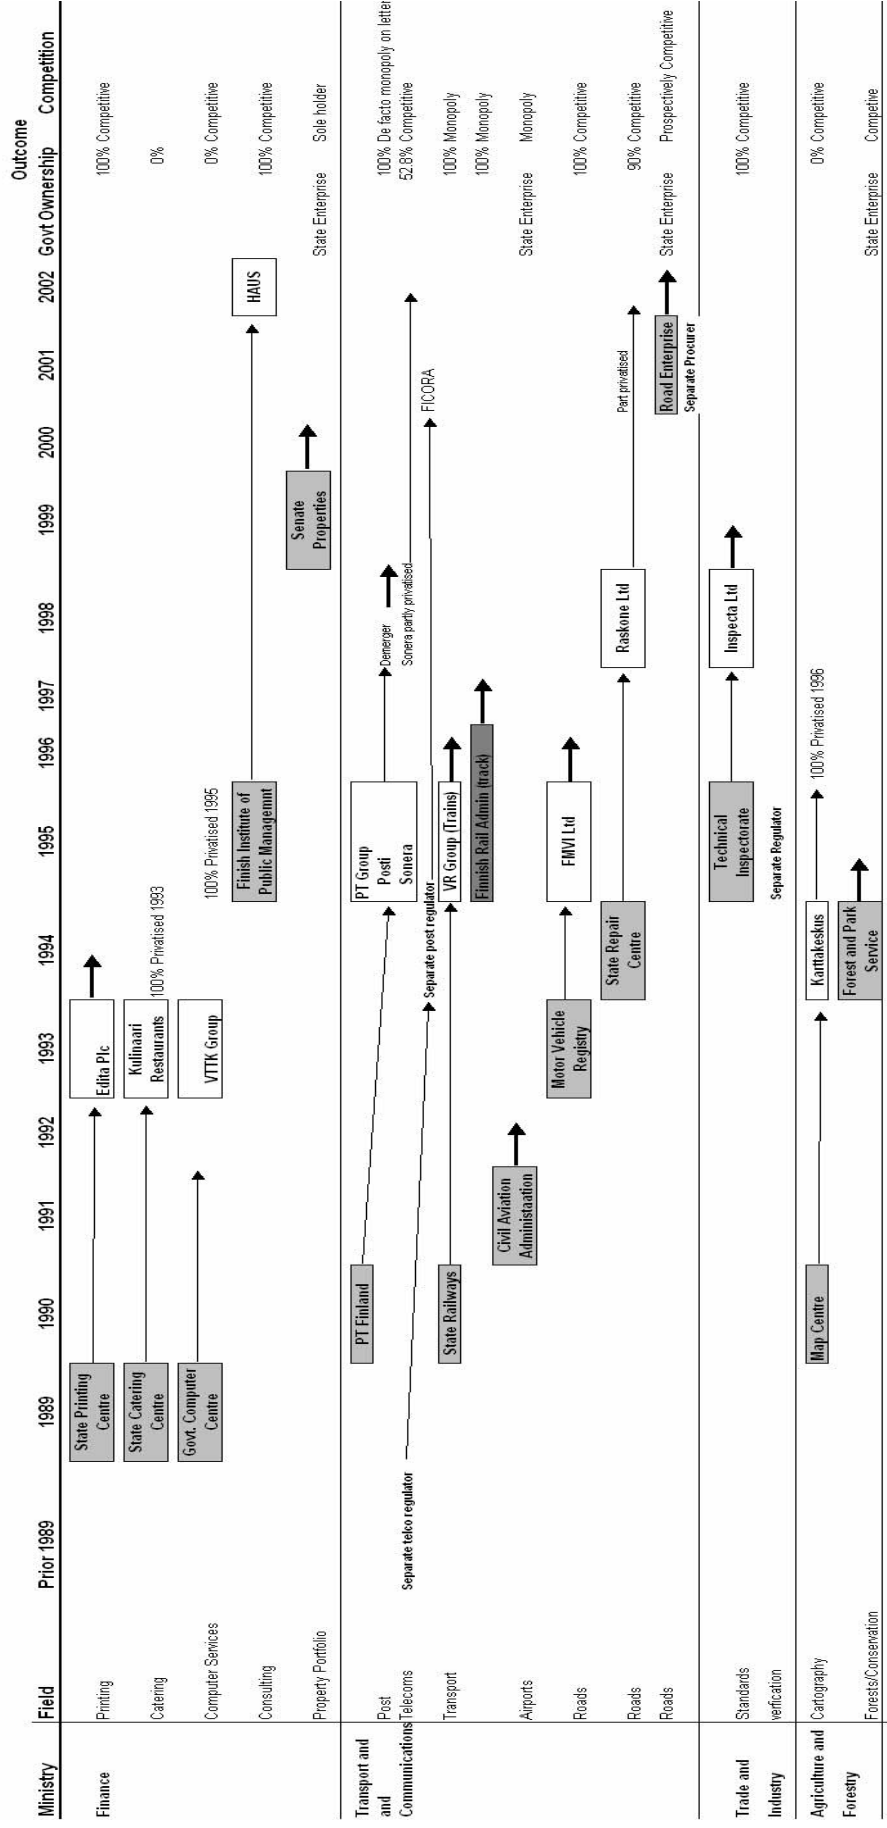 Outcome
Ministry Field Prior 1989 1989 1990 1991 1992 1993 1994 1995 1996 1997 1998 1999 2000 2001 2002 Govt Ownership Competition
Finance
Printing
State Printing
Centre
Edita Plc
100% Competitive
Catering
State Catering
Centre
Kulinaari
Restaurants
100% Privatised 1993
0%
Computer Services
Govt. Computer
Centre
VTTK Group
100% Privatised 1995
0% Competitive
Consulting
Finish Institute of
Public Managemnt
HAUS
100% Competitive
Property Portfolio
Senate
Properties
State Enterprise
Sole holder
Transport and
and
Communications
Post
PT Finland
PT Group
Posti
Sonera
Demerger
100% De facto monopoly on letter
Telecoms
Separate telco regulator
Separate post regulator
Sonera partly privatised
FICORA
52.8% Competitive
Transport
State Railways
VR Group (Trains)
100% Monopoly
Finnish Rail Admin (track)
100% Monopoly
Airports
Civil Aviation
Administaation
State Enterprise
Monopoly
Roads
Motor Vehicle
Registry
FMVI Ltd
100% Competitive
Roads
State Repair
Centre
Raskone Ltd
Part privatised
90% Competitive
Roads
Road Enterprise
Separate Procurer
State Enterprise
Prospectively Competitive
Trade and
Industry
Standards
verfication
Technical
Inspectorate
Separate Regulator
Inspecta Ltd
100% Competitive
Agriculture and
Forestry
Cartography
Map Centre
Karttakeskus
100% Privatised 1996
0% Competitive
Forests/Conservation
Forest and Park
Service
State Enterprise
Competive